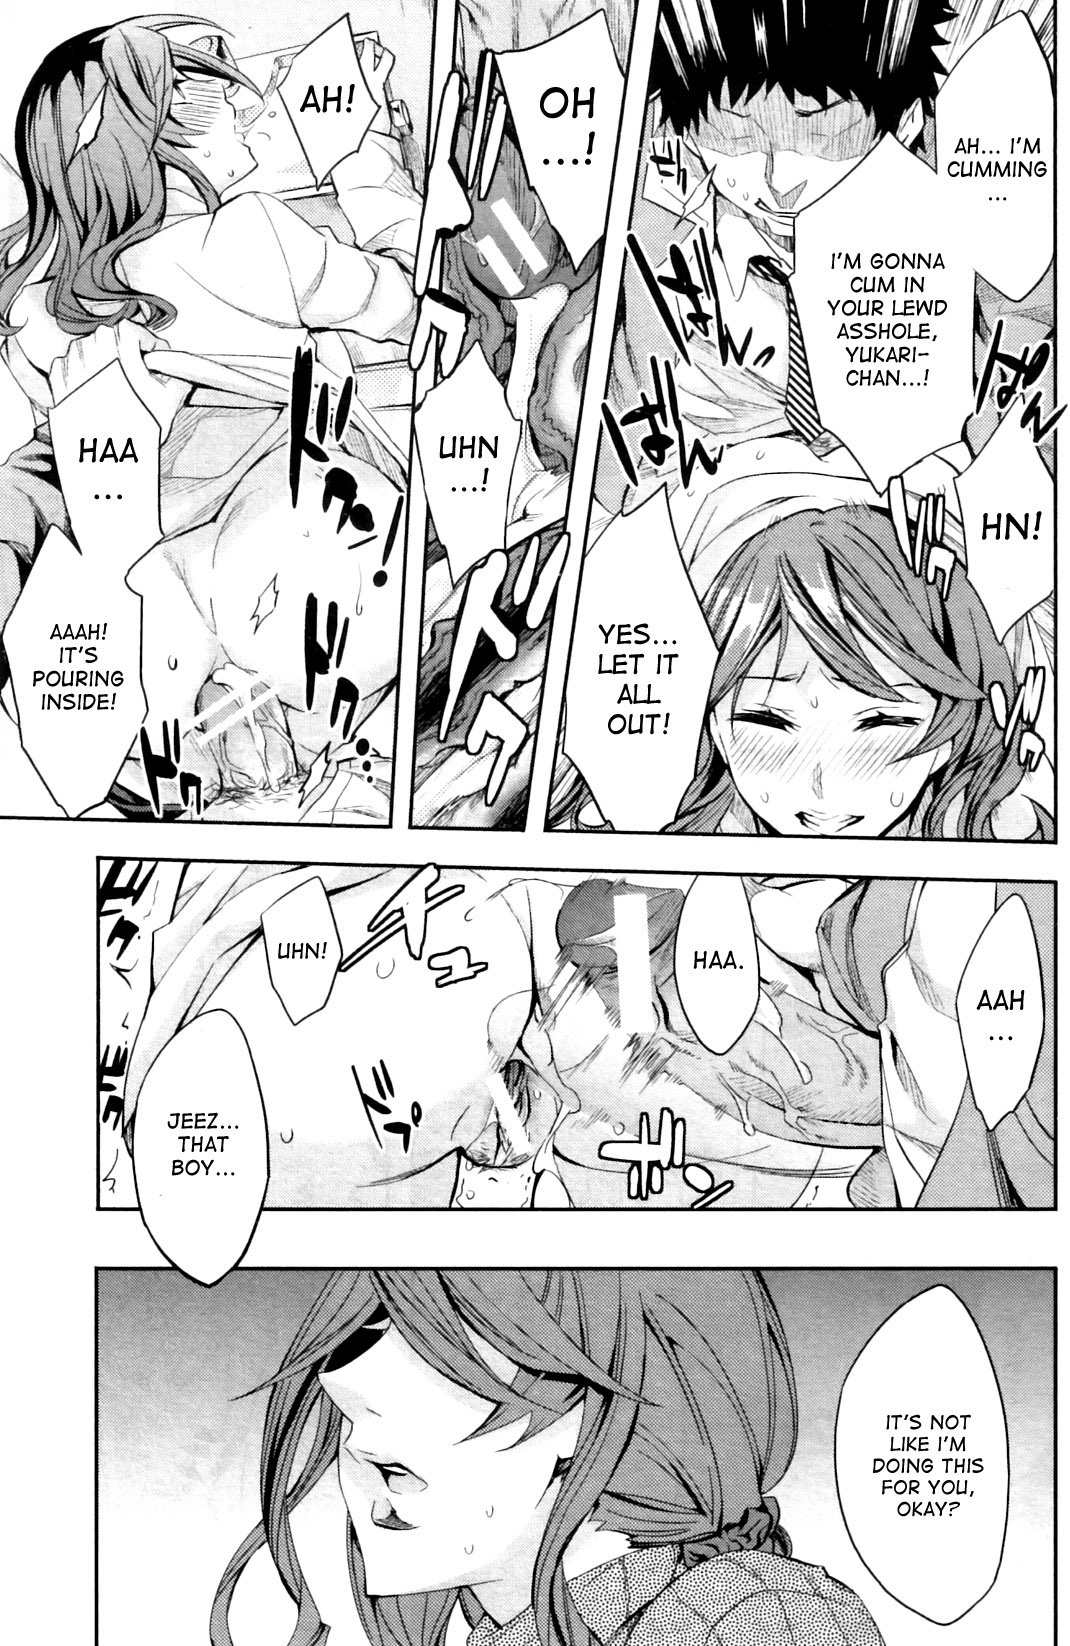 AH... I'M
CUMMING
...
I'M GONNA
CUM IN
YOUR LEWD
ASSHOLE,
YUKARI-
CHAN...!
HN!
YES...
LET IT
ALL
OUT!
OH
...!
UHN
...!
AH!
HAA
...
AAAH!
IT'S
POURING
INSIDE!
AAH
...
HAA.
UHN!
JEEZ...
THAT
BOY...
IT'S NOT
LIKE I'M
DOING THIS
FOR YOU,
OKAY?